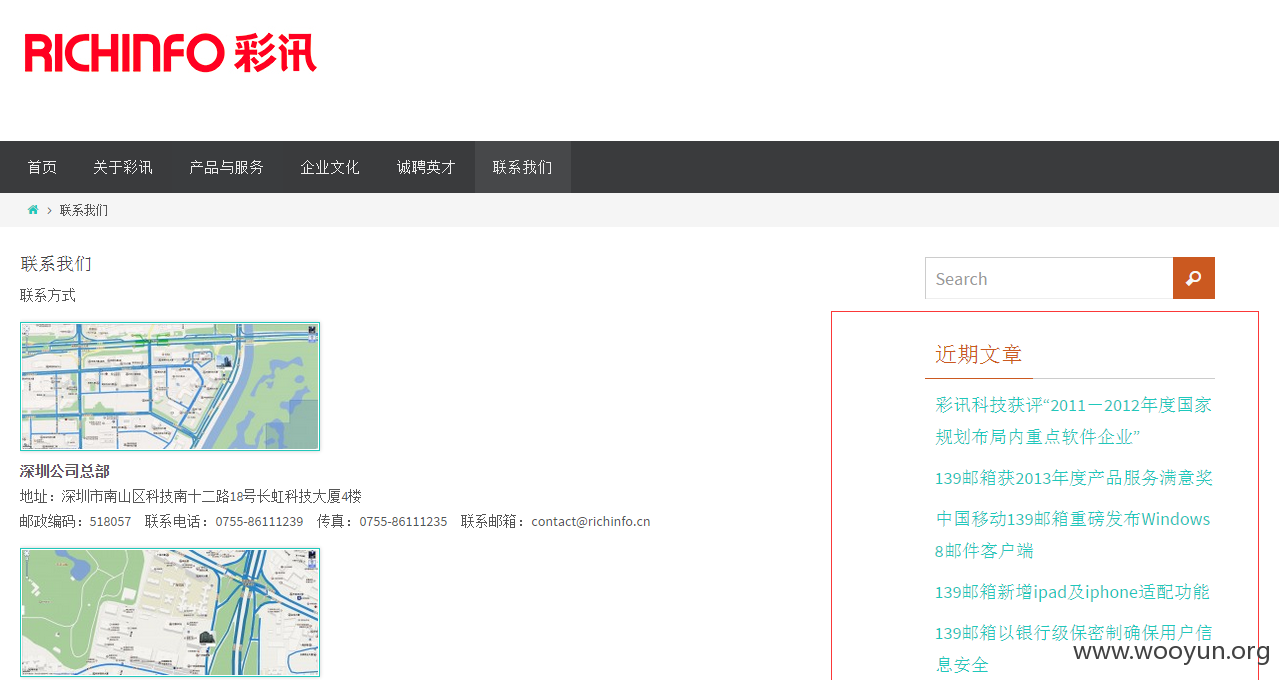 RICHINFO 彩讯
首页 关于彩讯 产品与服务 企业文化 诚聘英才 联系我们
联系我们
联系我们
联系方式
深圳公司总部
地址：深圳市南山区科技南十二路18号长虹科技大厦4楼
邮政编码：518057 联系电话：0755-86111239 传真：0755-86111235 联系邮箱：contact@richinfo.cn
Search
近期文章
彩讯科技获评“2011－2012年度国家
规划布局内重点软件企业”
139邮箱获2013年度产品服务满意奖
中国移动139邮箱重磅发布Windows
8邮件客户端
139邮箱新增ipad及iphone适配功能
139邮箱以银行级保密制确保用户信
息安全
www.wooyun.org